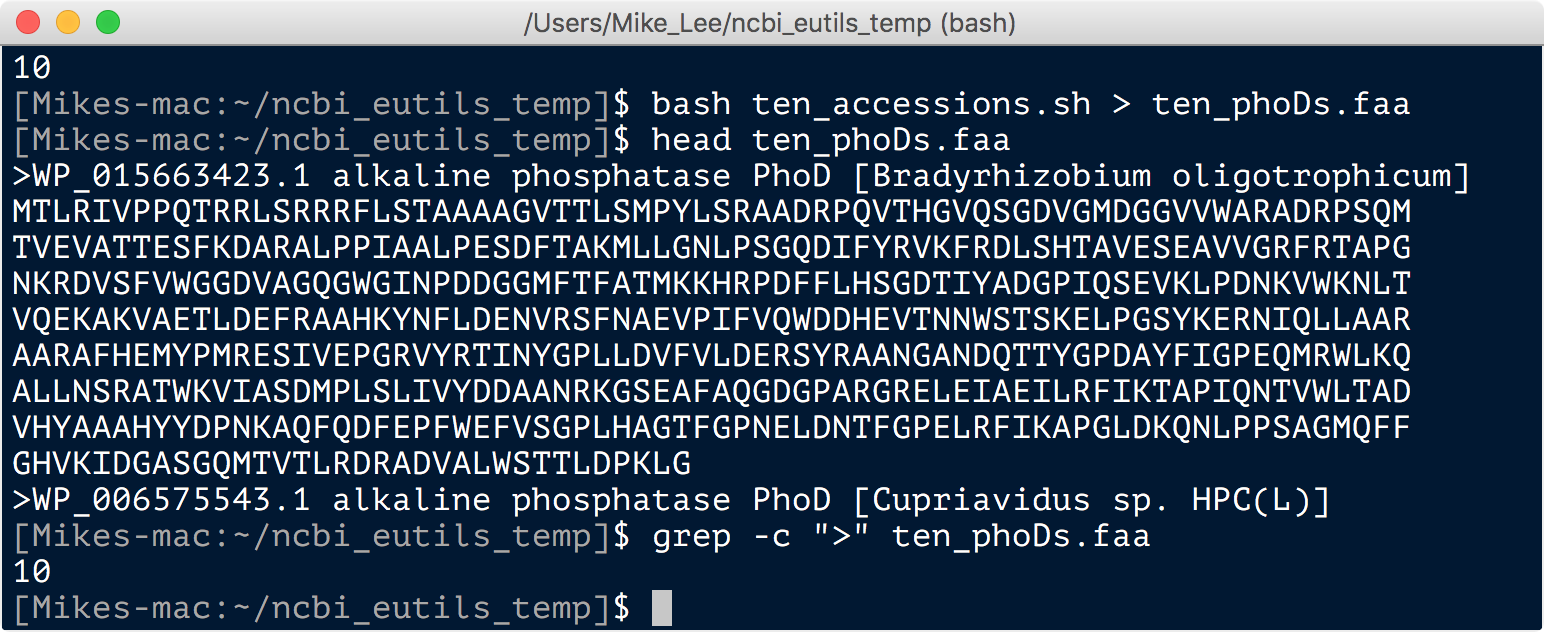 /Users/Mike_Lee/ncbi_eutils_temp (bash)
10
[Mikes-mac:~/ncbi_eutils_temp]$ bash ten_accessions.sh > ten_phoDs.faa
[Mikes-mac:~/ncbi_eutils_temp]$ head ten_phoDs.faa
>WP_015663423.1 alkaline phosphatase PhoD [Bradyrhizobium oligotrophicum]
MTLRIVPPQTRRLSRRRFLSTAAAAGVTTLSMPYLSRAADRPQVTHGVQSGDVGMDGGVVWARADRPSQM
TVEVATTESFKDARALPPIAALPESDFTAKMLLGNLPSGQDIFYRVKFRDLSHTAVESEAVVGRFRTAPG
NKRDVSFVWGGDVAGQGWGINPDDGGMFTFATMKKHRPDFFLHSGDTIYADGPIQSEVKLPDNKVWKNLT
VQEKAKVAETLDEFRAAHKYNFLDENVRSFNAEVPIFVQWDDHEVTNNWSTSKELPGSYKERNIQLLAAR
AARAFHEMYPMRESIVEPGRVYRTINYGPLLDVFVLDERSYRAANGANDQTTYGPDAYFIGPEQMRWLKQ
ALLNSRATWKVIASDMPLSLIVYDDAANRKGSEAFAQGDGPARGRELEIAEILRFIKTAPIQNTVWLTAD
VHYAAAHYYDPNKAQFQDFEPFWEFVSGPLHAGTFGPNELDNTFGPELRFIKAPGLDKQNLPPSAGMQFF
GHVKIDGASGQMTVTLRDRADVALWSTTLDPKLG
>WP_006575543.1 alkaline phosphatase PhoD [Cupriavidus sp. HPC(L)]
[Mikes-mac:~/ncbi_eutils_temp]$ grep -c ">" ten_phoDs.faa
10
[Mikes-mac:~/ncbi_eutils_temp]$